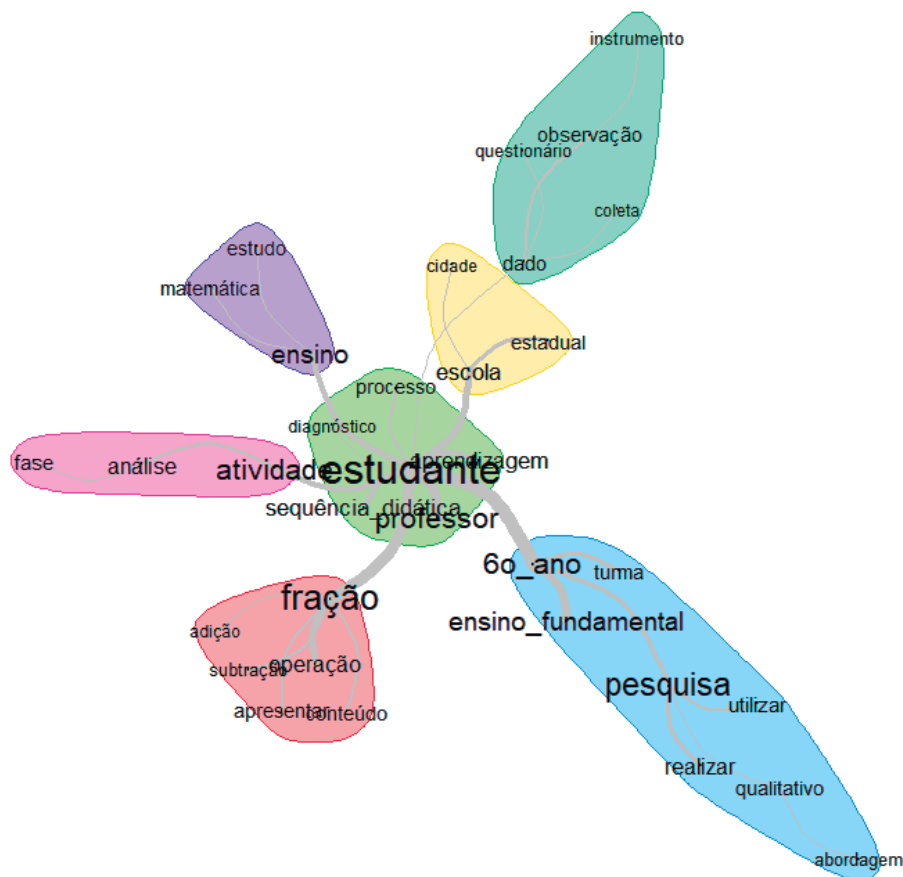 instrumento
observação
questionário
coleta
dado
estudo
matemática
ensino
cidade
estadual
escola
processo
diagnóstico
aprendizagem
estudante
sequência_didática
professor
fase
análise
atividade
fração
adição
operação
subtração
apresentar
conteúdo
6o_ano
turma
ensino_fundamental
pesquisa
utilizar
realizar
qualitativo
abordagem